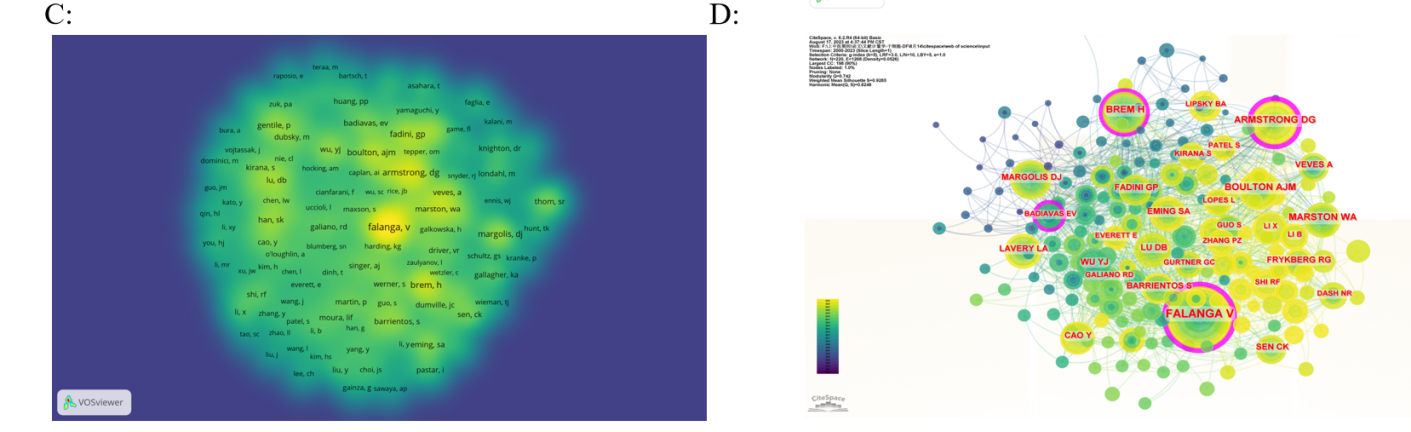 C:
D:
teraa, m
raposio, e
bartsch, t
asahara, t
zuk, pa
huang, pp
faglia, e
yamaguchi, y
gentile, p
badiavas, ev
kalani, m
bura, a
dubsky, m
fadini, gp
game, fl
vojtassak, j
wu, yj
boulton, ajm
tepper, om
knighton, dr
dominici, m
nie, cl
kirana, s
hocking, am
caplan, ai
armstrong, dg
snyder, rj
londahl, m
lu, db
guo, jm
cianfarani, f
wu, sc
rice, jb
veves, a
kato, y
chen, lw
uccioli, l
maxson, s
marston, wa
ennis, wj
thom, sr
qin, hl
han, sk
li, xy
galiano, rd
falanga, v
galkowska, h
margolis, dj
hunt, tk
you, hj
cao, y
blumberg, sn
harding, kg
driver, vr
o'loughlin, a
schultz, gs
kranke, p
li, mr
xu, jw
kim, h
chen, l
dinh, t
singer, aj
zaulyanov, l
wetzler, c
gallagher, ka
everett, e
werner, s
brem, h
shi, rf
wang, j
martin, p
guo, s
dumville, jc
wieman, tj
li, x
zhang, y
moura, lif
sen, ck
patel, s
barrientos, s
tao, sc
zhao, ll
li, b
han, g
wang, l
yang, y
li, y
eming, sa
liu, j
kim, hs
lee, ch
liu, y
choi, js
pastar, i
gainza, g
sawaya, ap
VOSviewer
CiteSpace, v. 6.2.R4 (64-bit) Basic
BREM H
LIPSKY BA
ARMSTRONG DG
PATEL S
KIRANA S
VEVES A
MARGOLIS DJ
FADINI GP
BOULTON AJM
LOPES L
BADIAVAS EV
EMING SA
MARSTON WA
GUO S
LI X
EVERETT E
LI B
ZHANG PZ
LAVERY LA
LU DB
WU YJ
GURTNER GC
FRYKBERG RG
GALIANO RD
BARRIENTOS S
SHI RF
DASH NR
FALANGA V
CAO Y
SEN CK
CiteSpace